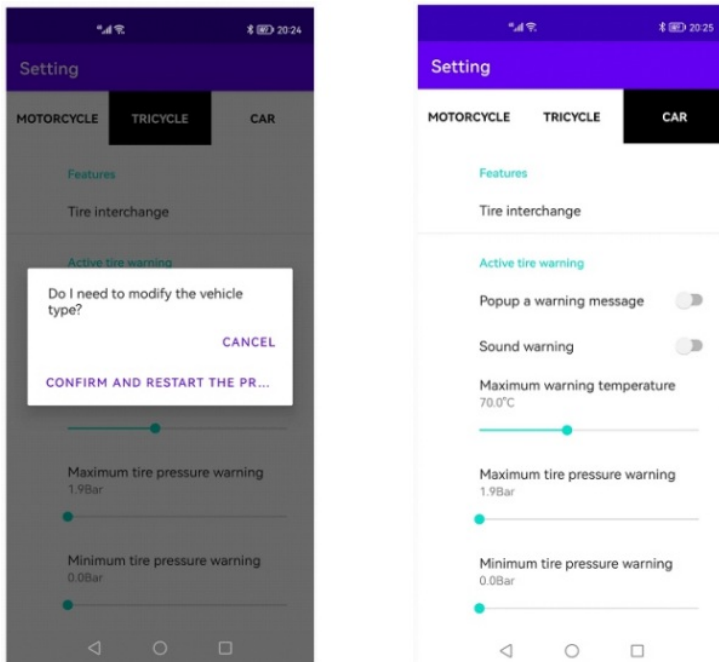 20:24
Setting
MOTORCYCLE TRICYCLE CAR
Features
Tire interchange
Active tire warning
Do I need to modify the vehicle
type?
CANCEL
CONFIRM AND RESTART THE PR...
Maximum tire pressure warning
1.9Bar
Minimum tire pressure warning
0.0Bar
20:25
Setting
MOTORCYCLE TRICYCLE CAR
Features
Tire interchange
Active tire warning
Popup a warning message
Sound warning
Maximum warning temperature
70.0°C
Maximum tire pressure warning
1.9Bar
Minimum tire pressure warning
0.0Bar